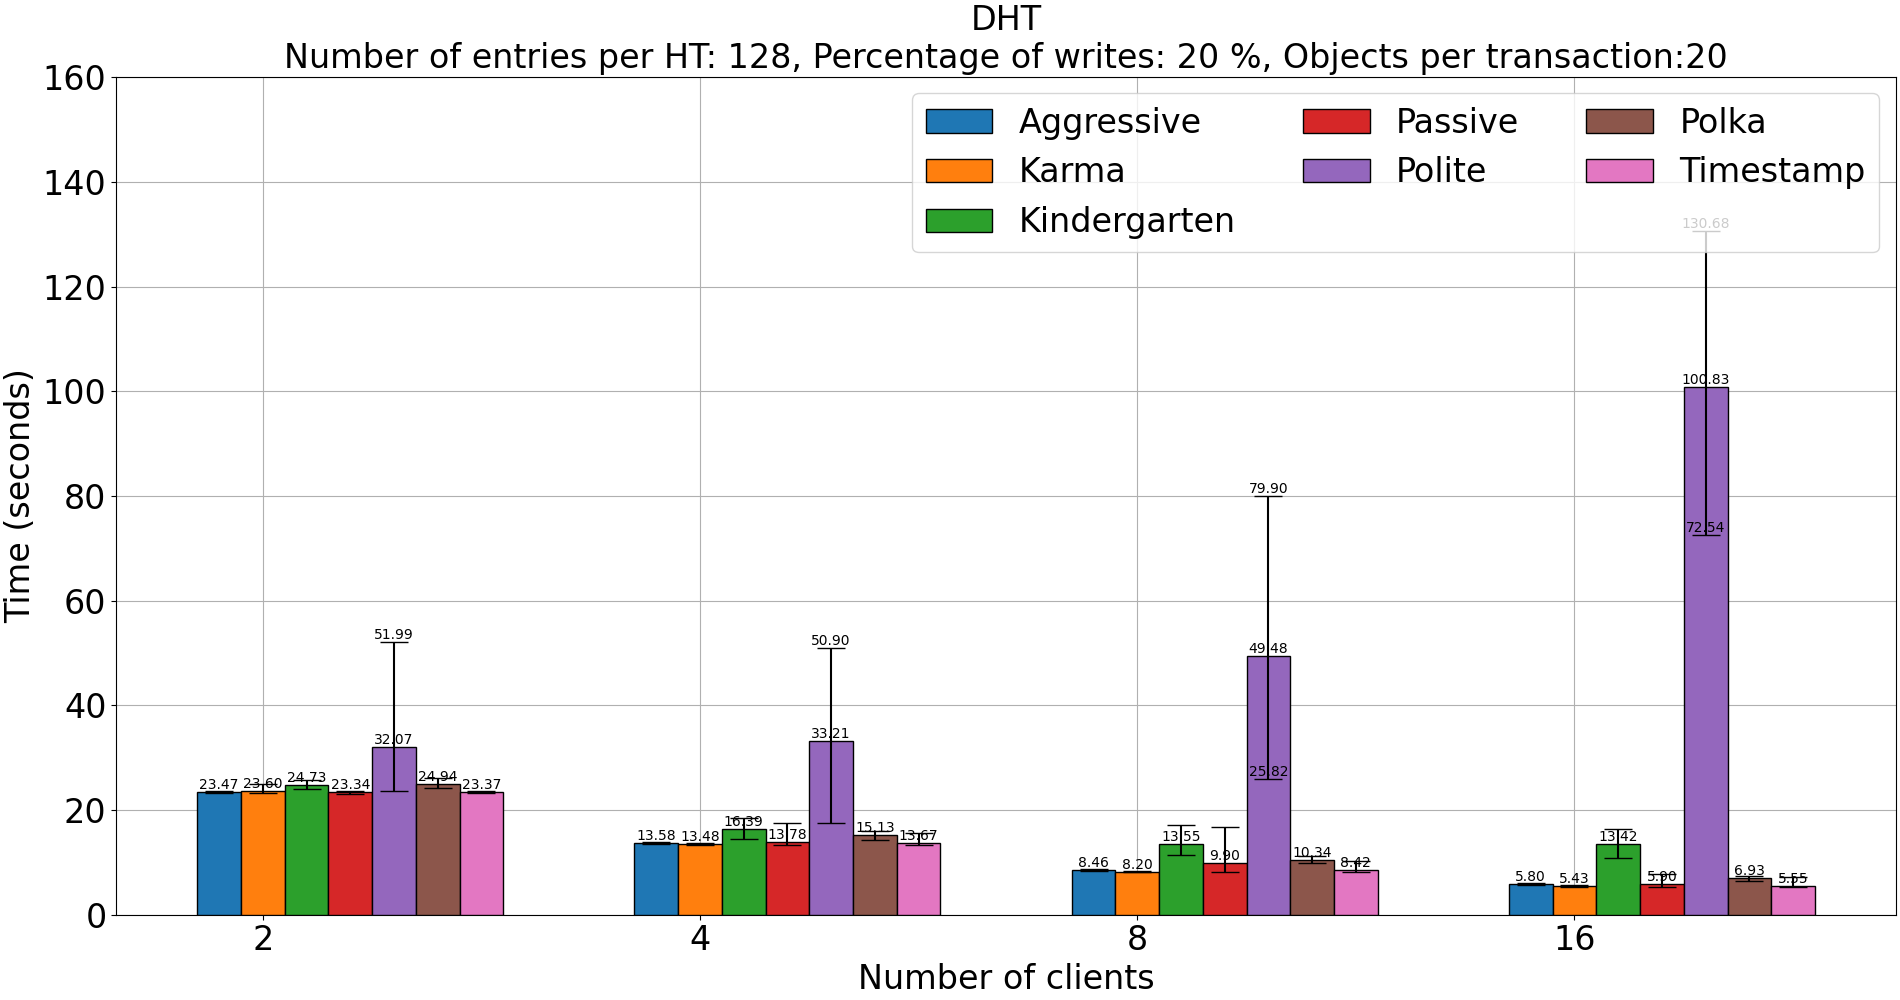 DHT
Number of entries per HT: 128, Percentage of writes: 20 %, Objects per transaction:20
Aggressive
Karma
Kindergarten
Passive
Polite
Polka
Timestamp
Time (seconds)
160
140
120
100
80
60
40
20
0
23.47 23.60 24.73 23.34 32.07 51.99 24.94 23.37
13.58 13.48 16.39 13.78 33.21 50.90 15.13 13.67
8.46 8.20 13.55 9.90 49.48 79.90 25.82 10.34 8.42
5.80 5.43 13.42 5.90 100.83 130.68 72.54 6.93 5.55
2 4 8 16
Number of clients